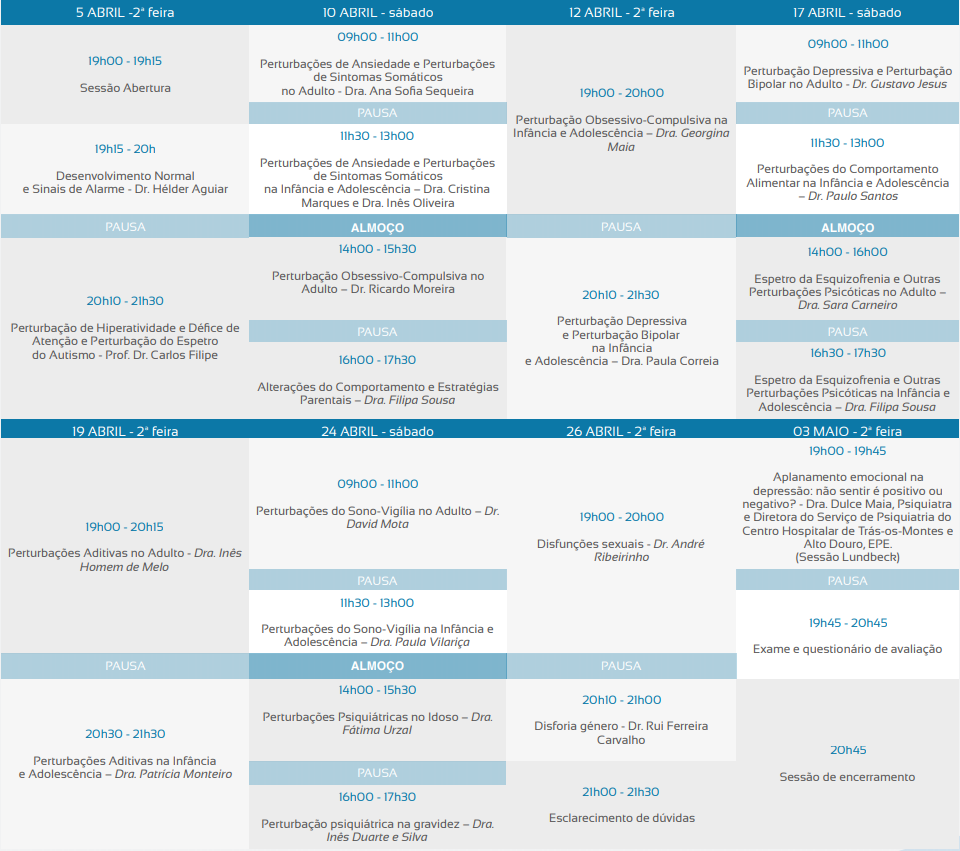 5 ABRIL -2ª feira
19h00 - 19h15
Sessão Abertura
19h15 - 20h
Desenvolvimento Normal
e Sinais de Alarme - Dr. Hélder Aguiar
PAUSA
20h10 - 21h30
Perturbação de Hiperatividade e Défice de
Atenção e Perturbação do Espetro
do Autismo - Prof. Dr. Carlos Filipe
10 ABRIL - sábado
09h00 - 11h00
Perturbações de Ansiedade e Perturbações
de Sintomas Somáticos
no Adulto - Dra. Ana Sofia Sequeira
PAUSA
11h30 - 13h00
Perturbações de Ansiedade e Perturbações
de Sintomas Somáticos
na Infância e Adolescência – Dra. Cristina
Marques e Dra. Inês Oliveira
ALMOÇO
14h00 - 15h30
Perturbação Obsessivo-Compulsiva no
Adulto – Dr. Ricardo Moreira
PAUSA
16h00 - 17h30
Alterações do Comportamento e Estratégias
Parentais – Dra. Filipa Sousa
12 ABRIL - 2ª feira
19h00 - 20h00
Perturbação Obsessivo-Compulsiva na
Infância e Adolescência – Dra. Georgina
Maia
PAUSA
20h10 - 21h30
Perturbação Depressiva
e Perturbação Bipolar
na Infância
e Adolescência – Dra. Paula Correia
17 ABRIL - sábado
09h00 - 11h00
Perturbação Depressiva e Perturbação
Bipolar no Adulto - Dr. Gustavo Jesus
PAUSA
11h30 - 13h00
Perturbações do Comportamento
Alimentar na Infância e Adolescência
– Dr. Paulo Santos
ALMOÇO
14h00 - 16h00
Espetro da Esquizofrenia e Outras
Perturbações Psicóticas no Adulto –
Dra. Sara Carneiro
PAUSA
16h30 - 17h30
Espetro da Esquizofrenia e Outras
Perturbações Psicóticas na Infância e
Adolescência – Dra. Filipa Sousa
19 ABRIL - 2ª feira
19h00 - 20h15
Perturbações Aditivas no Adulto - Dra. Inês
Homem de Melo
PAUSA
20h30 - 21h30
Perturbações Aditivas na Infância
e Adolescência – Dra. Patrícia Monteiro
24 ABRIL - sábado
09h00 - 11h00
Perturbações do Sono-Vigília no Adulto – Dr.
David Mota
PAUSA
11h30 - 13h00
Perturbações do Sono-Vigília na Infância e
Adolescência – Dra. Paula Vilariça
ALMOÇO
14h00 - 15h30
Perturbações Psiquiátricas no Idoso – Dra.
Fátima Urzal
PAUSA
16h00 - 17h30
Perturbação psiquiátrica na gravidez – Dra.
Inês Duarte e Silva
26 ABRIL - 2ª feira
19h00 - 20h00
Disfunções sexuais - Dr. André
Ribeirinho
PAUSA
20h10 - 21h00
Disforia género - Dr. Rui Ferreira
Carvalho
21h00 - 21h30
Esclarecimento de dúvidas
03 MAIO - 2ª feira
19h00 - 19h45
Aplanamento emocional na
depressão: não sentir é positivo ou
negativo? - Dra. Dulce Maia, Psiquiatra
e Diretora do Serviço de Psiquiatria do
Centro Hospitalar de Trás-os-Montes e
Alto Douro, EPE.
(Sessão Lundbeck)
PAUSA
19h45 - 20h45
Exame e questionário de avaliação
20h45
Sessão de encerramento